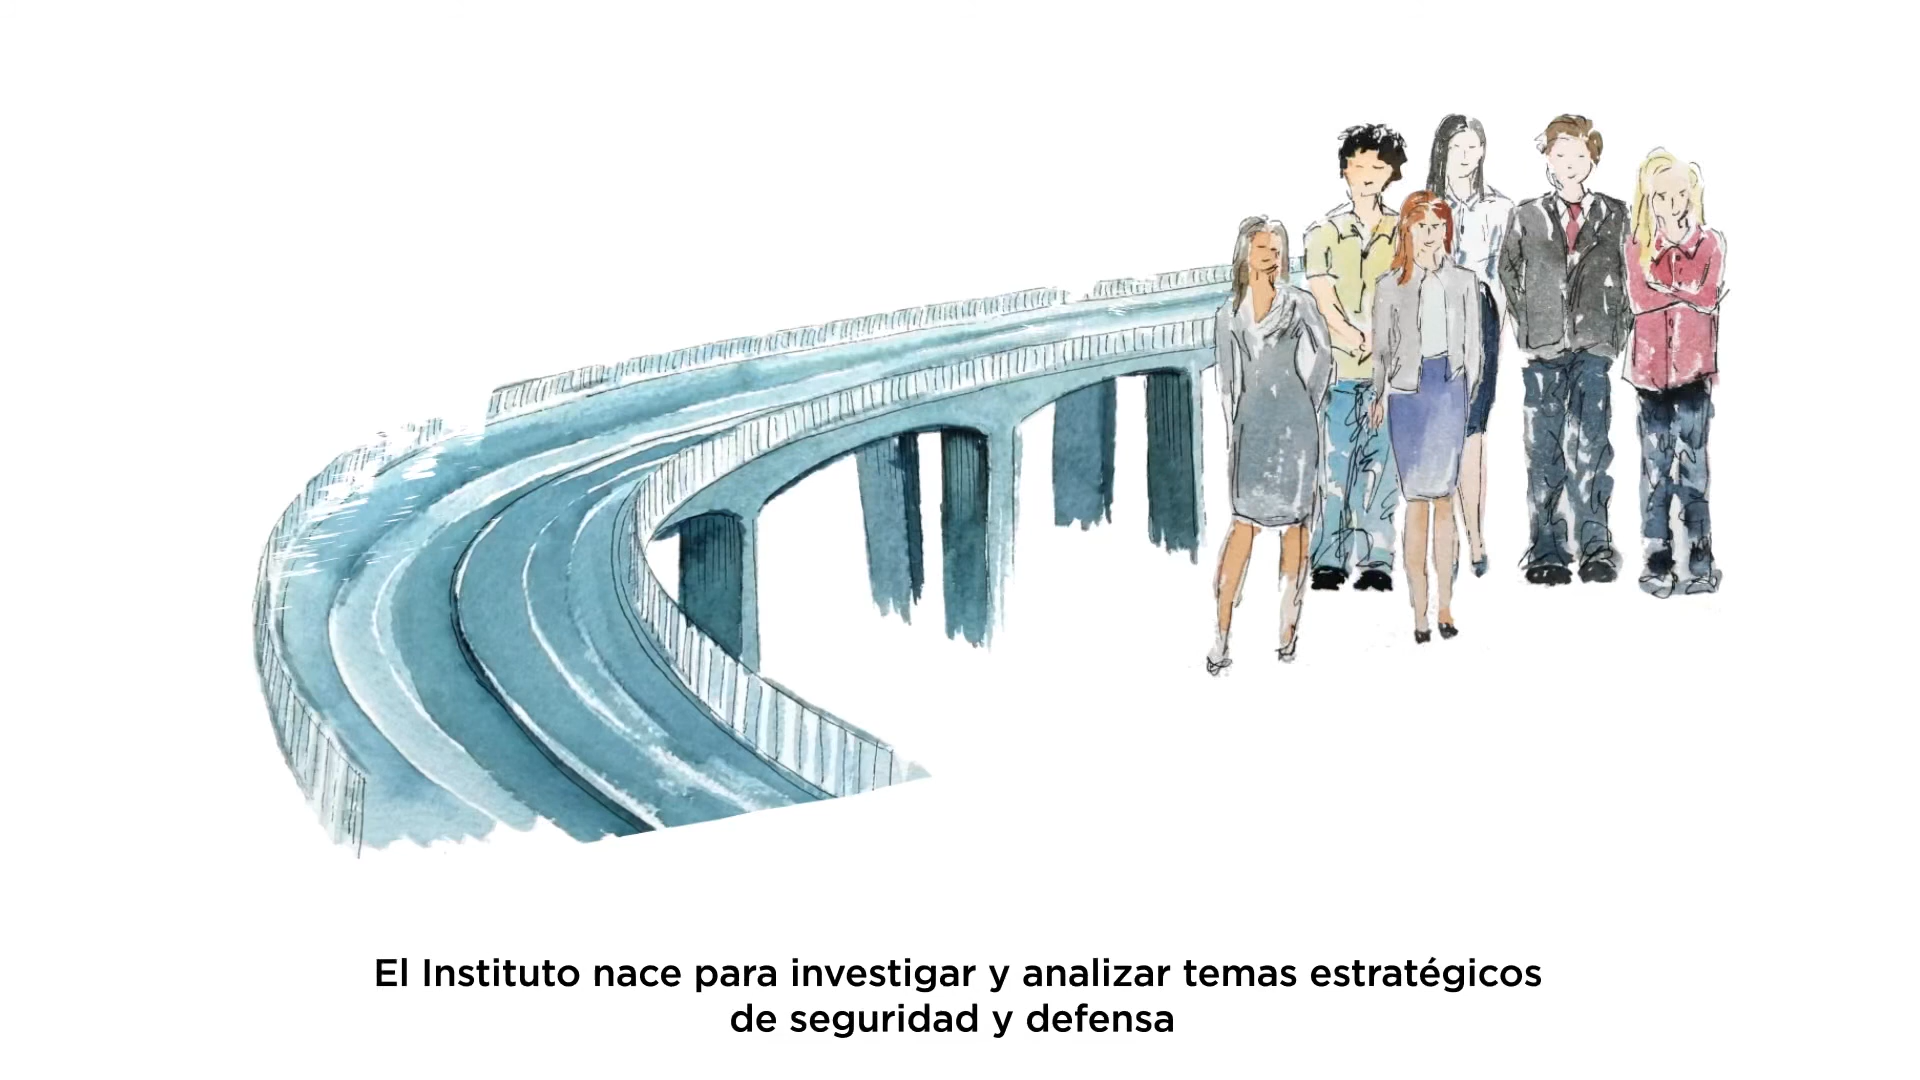 El Instituto nace para investigar y analizar temas estratégicos
de seguridad y defensa